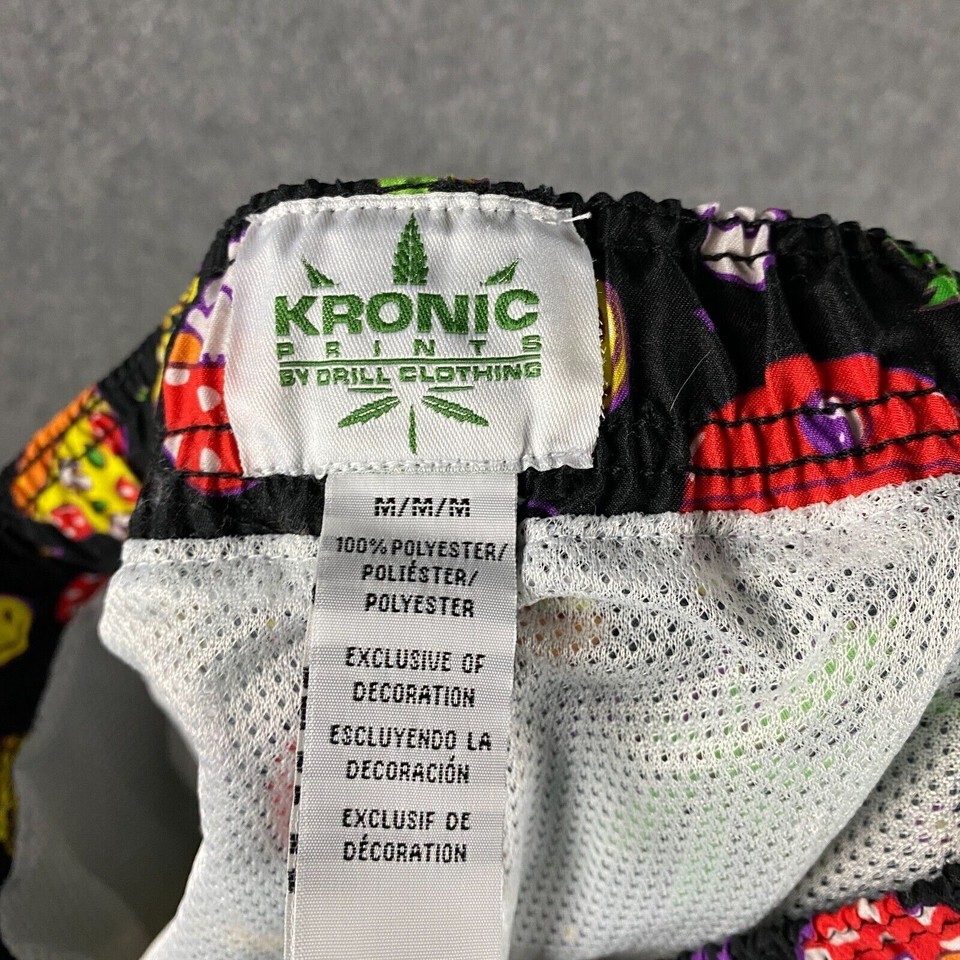 KRONIC
PRINTS
BY DRILL CLOTHING
M/M/M
100% POLYESTER/
POLIÉSTER/
POLYESTER
EXCLUSIVE OF
DECORATION
ESCLUYENDO LA
DECORACIÓN
EXCLUSIF DE
DÉCORATION